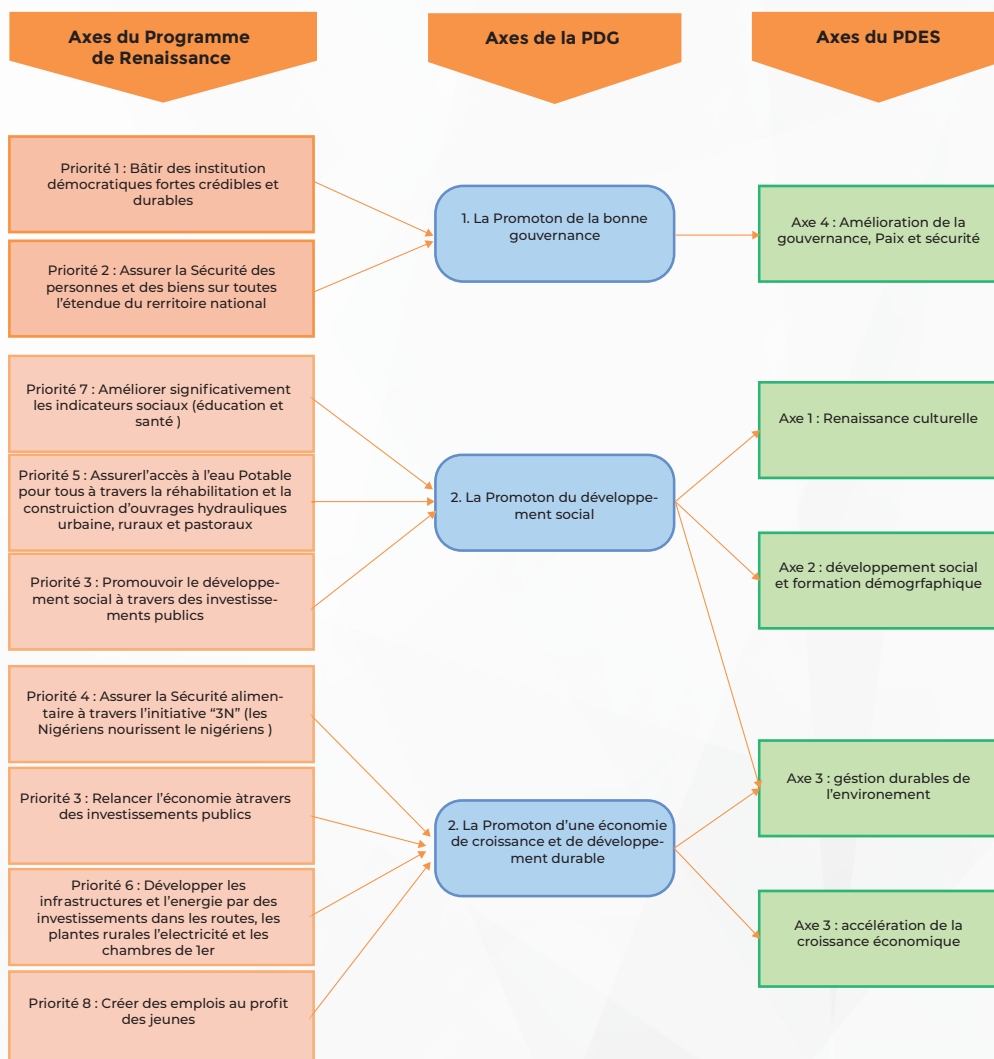 Axes du Programme
de Renaissance
Axes de la PDG
Axes du PDES
Priorité 1 : Bâtir des institution
démocratiques fortes crédibles et
durables
Priorité 2 : Assurer la Sécurité des
personnes et des biens sur toutes
l'étendue du rerritoire national
1. La Promoton de la bonne
gouvernance
Axe 4 : Amélioration de la
gouvernance, Paix et sécurité
Priorité 7 : Améliorer significativement
les indicateurs sociaux (éducation et
santé )
Priorité 5 : Assurerl'accès à l'eau Potable
pour tous à travers la réhabilitation et la
construiction d'ouvrages hydrauliques
urbaine, ruraux et pastoraux
Priorité 3 : Promouvoir le développe-
ment social à travers des investisse-
ments publics
2. La Promoton du développe-
ment social
Axe 1 : Renaissance culturelle
Axe 2 : développement social
et formation démogrfaphique
Priorité 4 : Assurer la Sécurité alimen-
taire à travers l'initiative “3N” (les
Nigériens nourissent le nigériens )
Priorité 3 : Relancer l'économie àtravers
des investissements publics
Priorité 6 : Développer les
infrastructures et l'energie par des
investissements dans les routes, les
plantes rurales l'electricité et les
chambres de 1er
Priorité 8 : Créer des emplois au profit
des jeunes
2. La Promoton d'une économie
de croissance et de développe-
ment durable
Axe 3 : géstion durables de
l'environement
Axe 3 : accélération de la
croissance économique